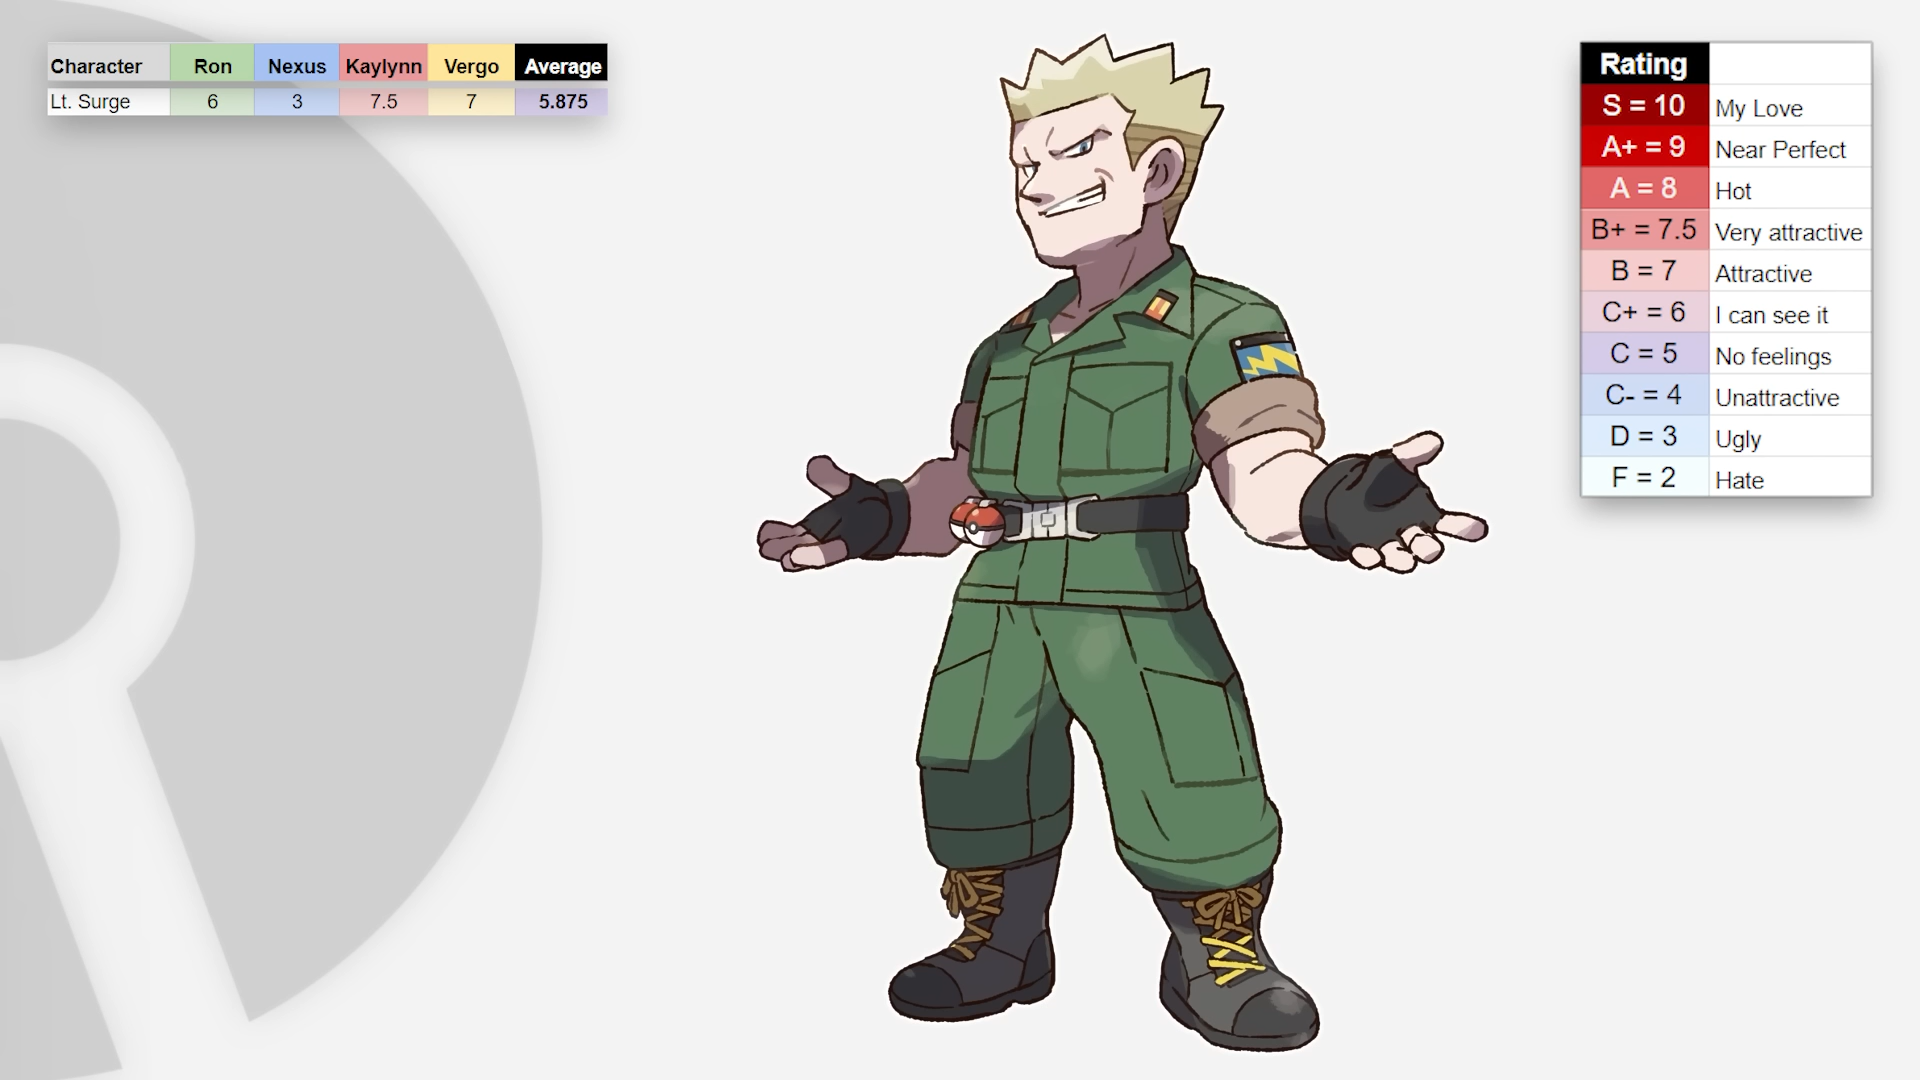 Character Ron Nexus Kaylynn Vergo Average
Lt. Surge 6 3 7.5 7 5.875
Rating
S = 10 My Love
A+ = 9 Near Perfect
A = 8 Hot
B+ = 7.5 Very attractive
B = 7 Attractive
C+ = 6 I can see it
C = 5 No feelings
C- = 4 Unattractive
D = 3 Ugly
F = 2 Hate